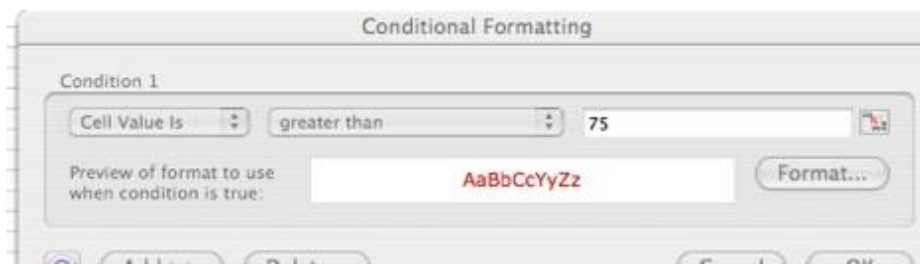 Conditional Formatting
Condition 1
Cell Value Is greater than 75
Preview of format to use
when condition is true:
AaBbCcYyZz Format...